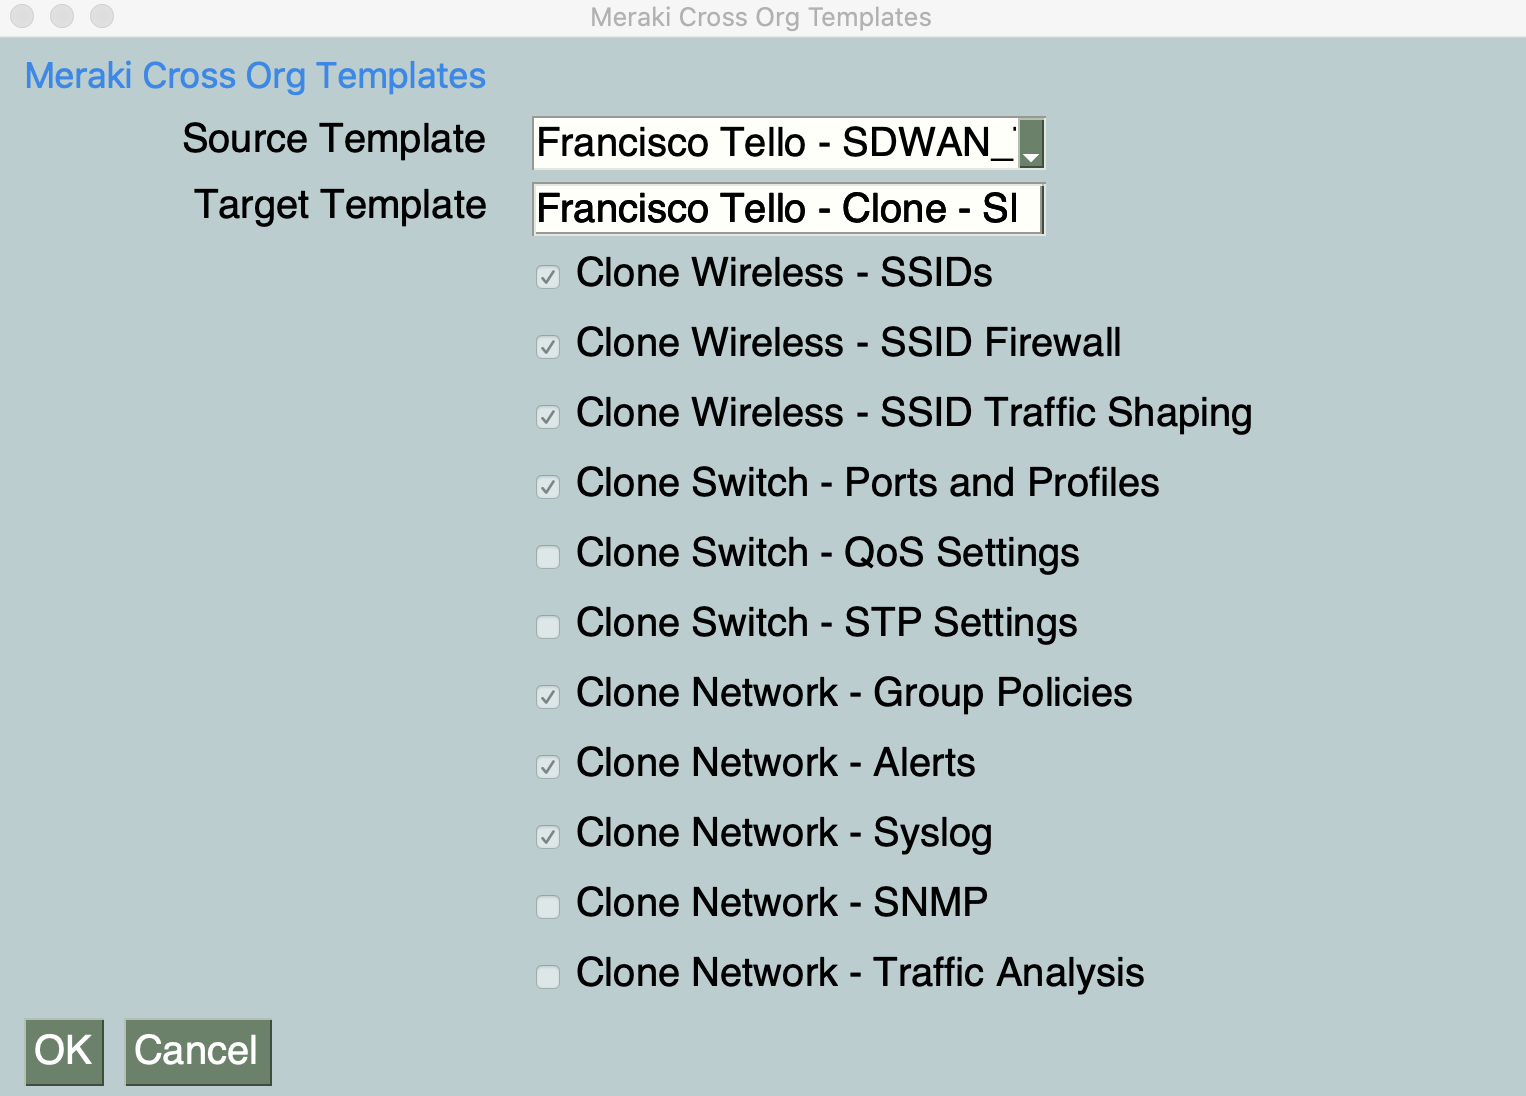 Meraki Cross Org Templates
Meraki Cross Org Templates
Source Template Francisco Tello - SDWAN_
Target Template Francisco Tello - Clone -
Clone Wireless - SSIDs
Clone Wireless - SSID Firewall
Clone Wireless - SSID Traffic Shaping
Clone Switch - Ports and Profiles
Clone Switch - QoS Settings
Clone Switch - STP Settings
Clone Network - Group Policies
Clone Network - Alerts
Clone Network - Syslog
Clone Network - SNMP
Clone Network - Traffic Analysis
OK Cancel